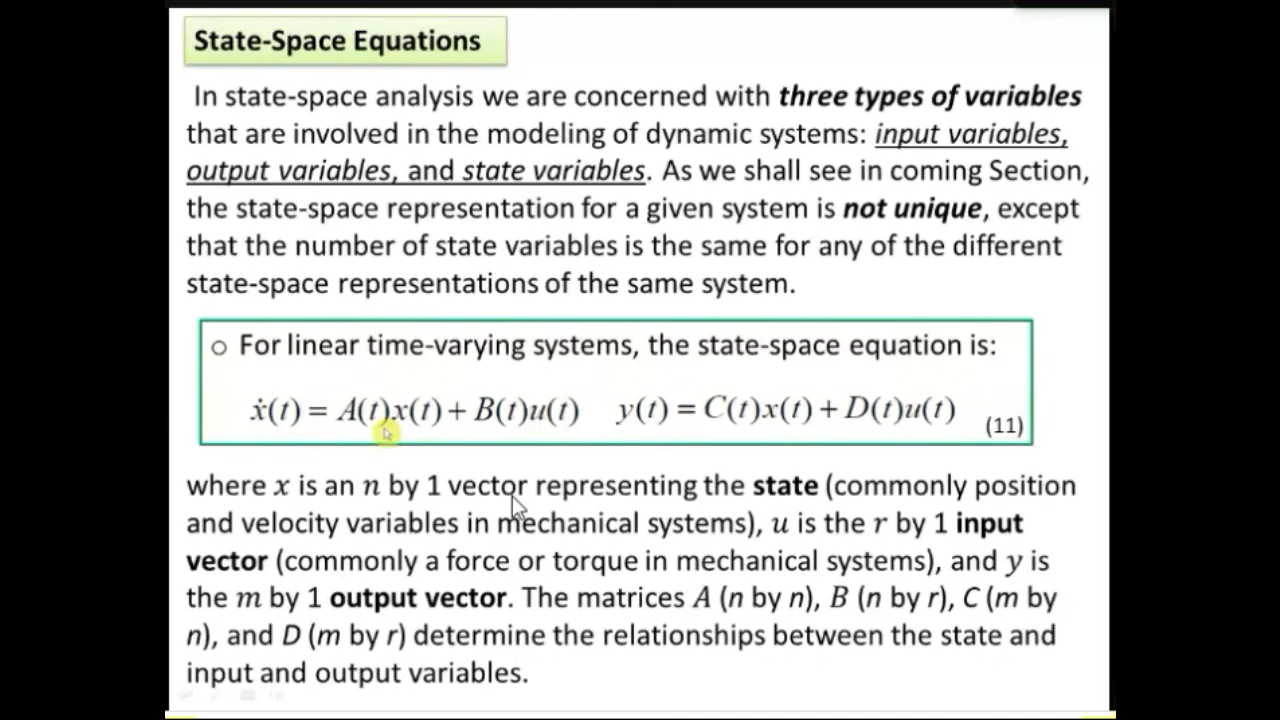 State-Space Equations
In state-space analysis we are concerned with three types of variables
that are involved in the modeling of dynamic systems: input variables,
output variables, and state variables. As we shall see in coming Section,
the state-space representation for a given system is not unique, except
that the number of state variables is the same for any of the different
state-space representations of the same system.
○ For linear time-varying systems, the state-space equation is:
ẋ(t) = A(t)x(t) + B(t)u(t)   y(t) = C(t)x(t) + D(t)u(t)   (11)
where x is an n by 1 vector representing the state (commonly position
and velocity variables in mechanical systems), u is the r by 1 input
vector (commonly a force or torque in mechanical systems), and y is
the m by 1 output vector. The matrices A (n by n), B (n by r), C (m by
n), and D (m by r) determine the relationships between the state and
input and output variables.